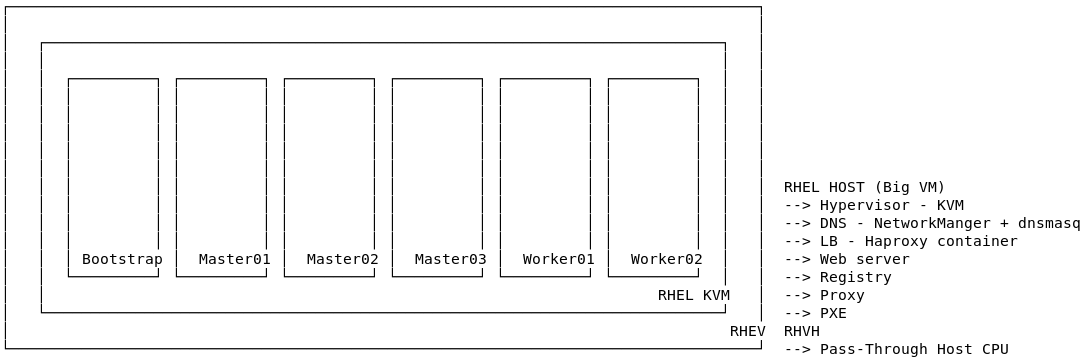 RHEL HOST (Big VM)
--> Hypervisor - KVM
--> DNS - NetworkManger + dnsmasq
--> LB - Haproxy container
Bootstrap Master01 Master02 Master03 Worker01 Worker02 --> Web server
--> Registry
RHEL KVM --> Proxy
--> PXE
RHEV RHVH
--> Pass-Through Host CPU